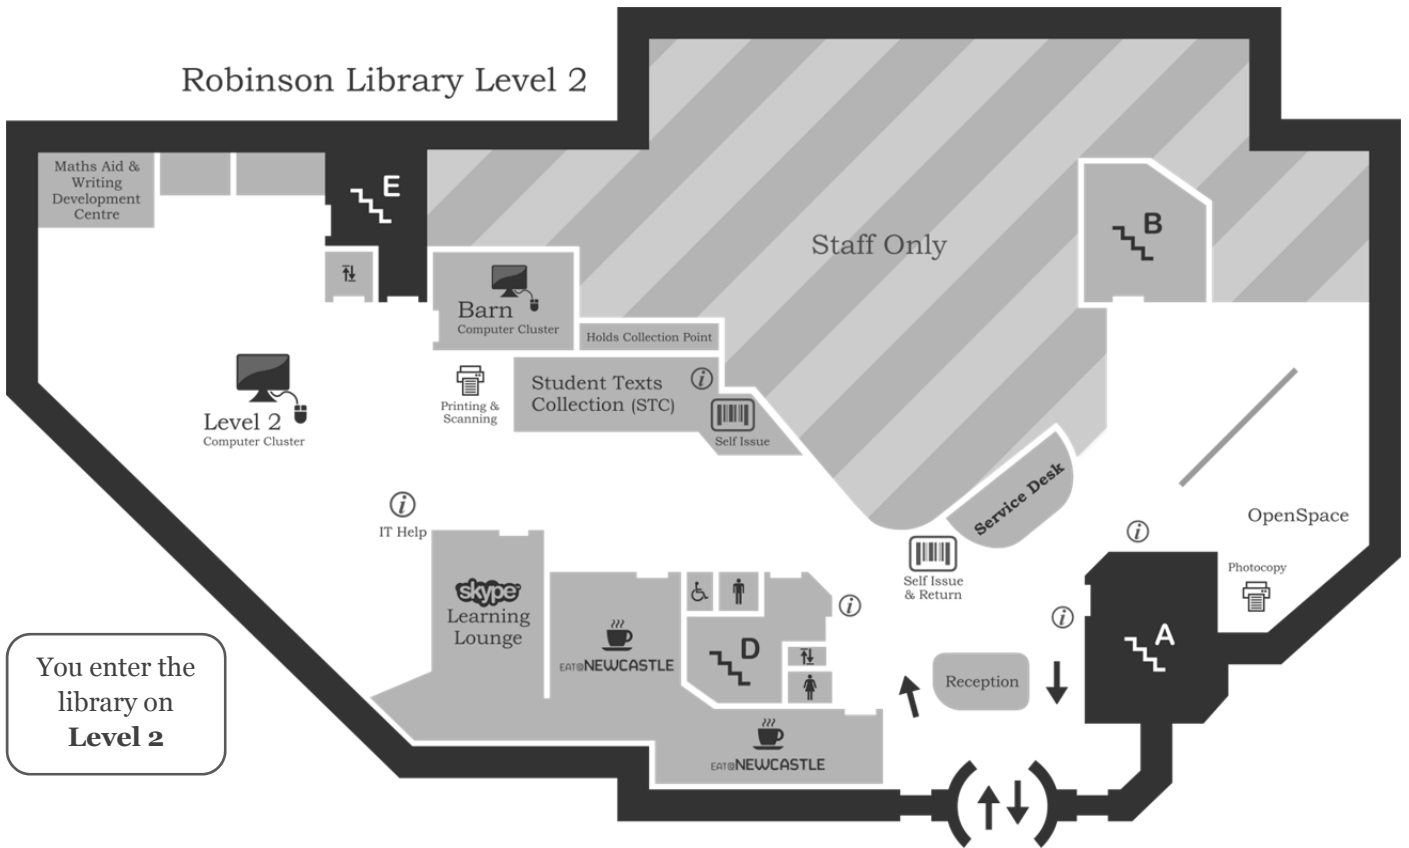 Robinson Library Level 2
Maths Aid &
Writing
Development
Centre
E
B
Staff Only
Barn
Computer Cluster
Holds Collection Point
Student Texts
Collection (STC)
i
Self Issue
Printing &
Scanning
Level 2
Computer Cluster
i
IT Help
Service Desk
OpenSpace
i
Self Issue
& Return
Photocopy
skype
Learning
Lounge
EAT@NEWCASTLE
D
i
i
A
Reception
EAT@NEWCASTLE
You enter the
library on
Level 2